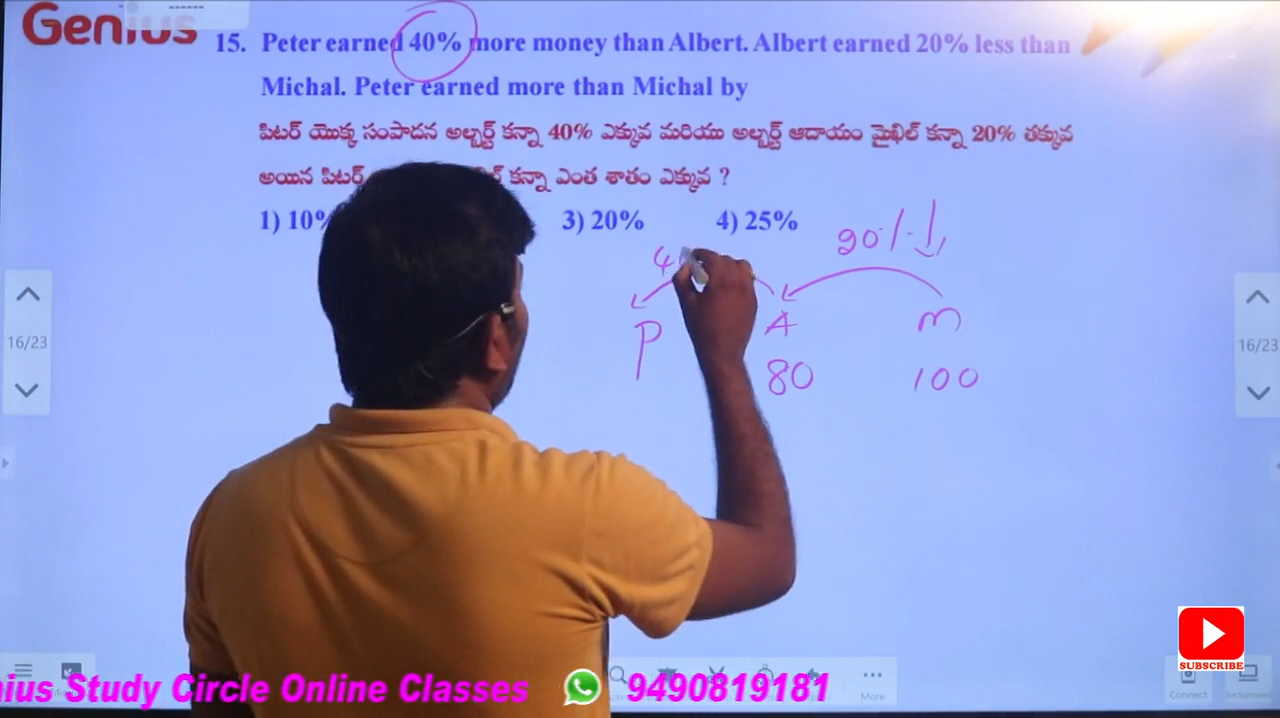 Genius
15. Peter earned 40% more money than Albert. Albert earned 20% less than
Michal. Peter earned more than Michal by
పిటర్ యొక్క సంపాదన అల్బర్ట్ కన్నా 40% ఎక్కువ మరియు అల్బర్ట్ ఆదాయం మైఖిల్ కన్నా 20% తక్కువ
అయిన పిటర్ కన్నా ఎంత శాతం ఎక్కువ ?
1) 10% 3) 20% 4) 25%
20%
P A m
80 100
16/23
16/23
SUBSCRIBE
Study Circle Online Classes 9490819181
More
Connect
Background